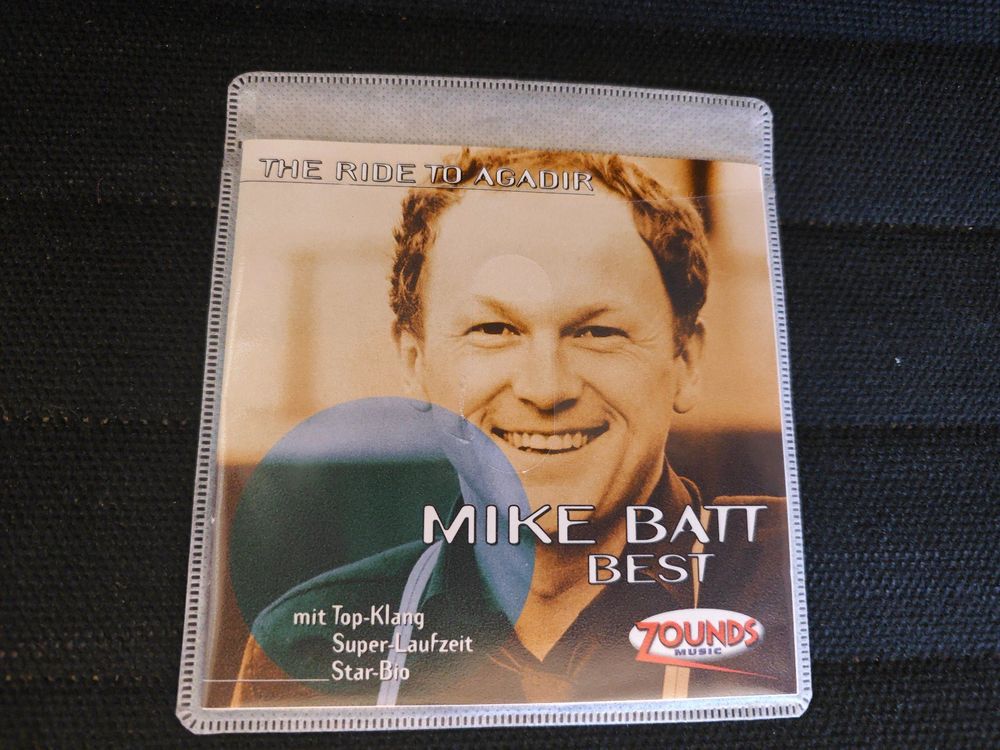 THE RIDE TO AGADIR
MIKE BATT
BEST
mit Top-Klang
Super-Laufzeit
Star-Bio
ZOUNDS
MUSIC